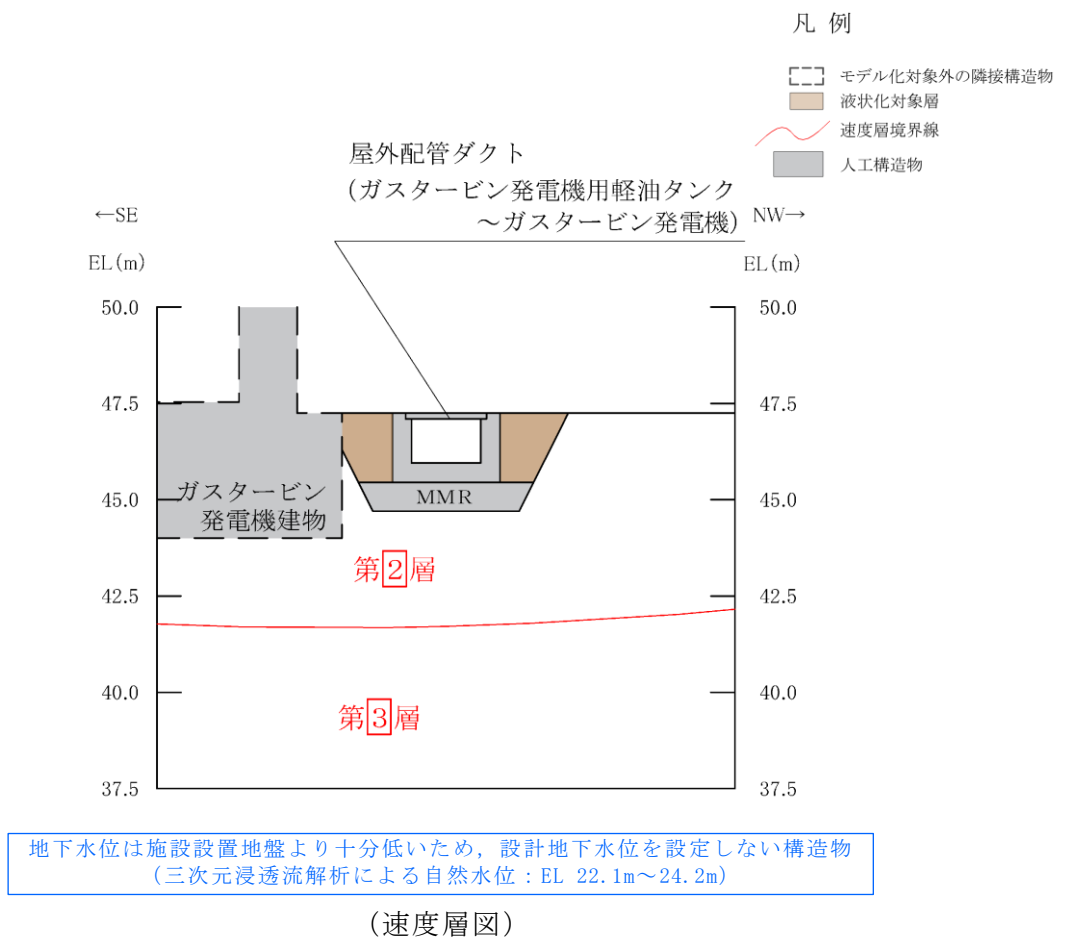 凡 例
モデル化対象外の隣接構造物
液状化対象層
速度層境界線
人工構造物
屋外配管ダクト
(ガスタービン発電機用軽油タンク
～ガスタービン発電機)
←SE
NW→
EL(m)
EL(m)
50.0
50.0
47.5
47.5
ガスタービン
発電機建物
MMR
45.0
45.0
第2層
42.5
42.5
40.0
40.0
第3層
37.5
37.5
地下水位は施設設置地盤より十分低いため，設計地下水位を設定しない構造物
(三次元浸透流解析による自然水位：EL 22.1m～24.2m)
(速度層図)